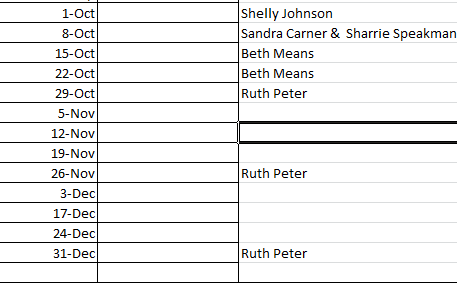 1-Oct Shelly Johnson
8-Oct Sandra Carner & Sharrie Speakman
15-Oct Beth Means
22-Oct Beth Means
29-Oct Ruth Peter
5-Nov
12-Nov
19-Nov
26-Nov Ruth Peter
3-Dec
17-Dec
24-Dec
31-Dec Ruth Peter